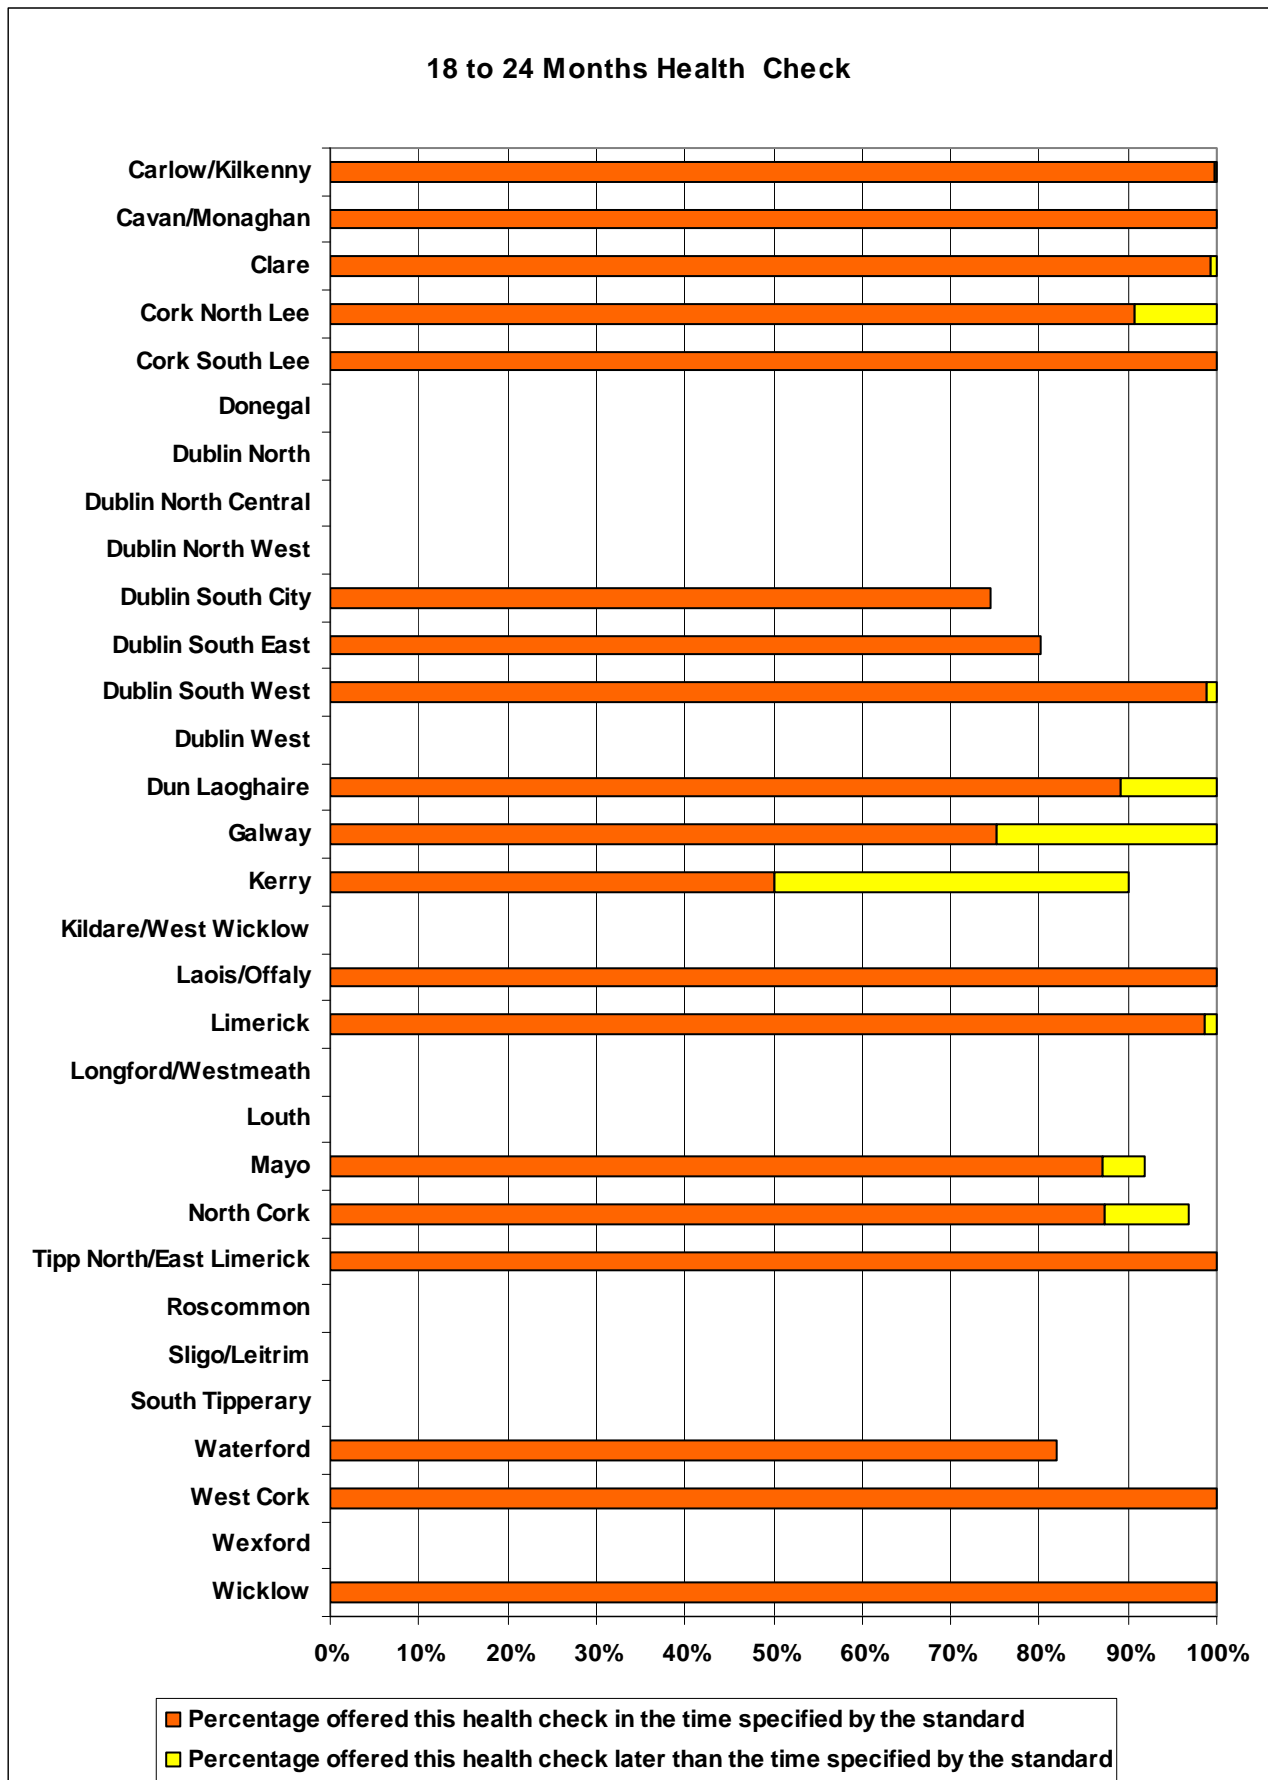 18 to 24 Months Health Check
Carlow/Kilkenny
Cavan/Monaghan
Clare
Cork North Lee
Cork South Lee
Donegal
Dublin North
Dublin North Central
Dublin North West
Dublin South City
Dublin South East
Dublin South West
Dublin West
Dun Laoghaire
Galway
Kerry
Kildare/West Wicklow
Laois/Offaly
Limerick
Longford/Westmeath
Louth
Mayo
North Cork
Tipp North/East Limerick
Roscommon
Sligo/Leitrim
South Tipperary
Waterford
West Cork
Wexford
Wicklow
0% 10% 20% 30% 40% 50% 60% 70% 80% 90% 100%
Percentage offered this health check in the time specified by the standard
Percentage offered this health check later than the time specified by the standard